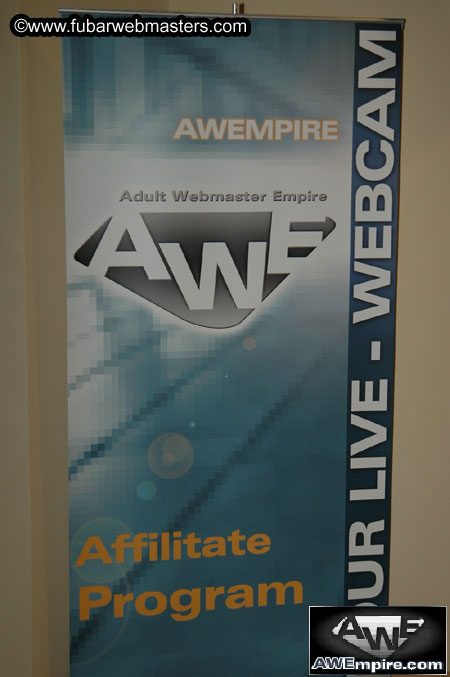 ©www.fubarwebmasters.com
AWEMPIRE
Adult Webmaster Empire
AWE
Affilitate
Program
OUR LIVE - WEBCAM
AWE
AWEmpire.com